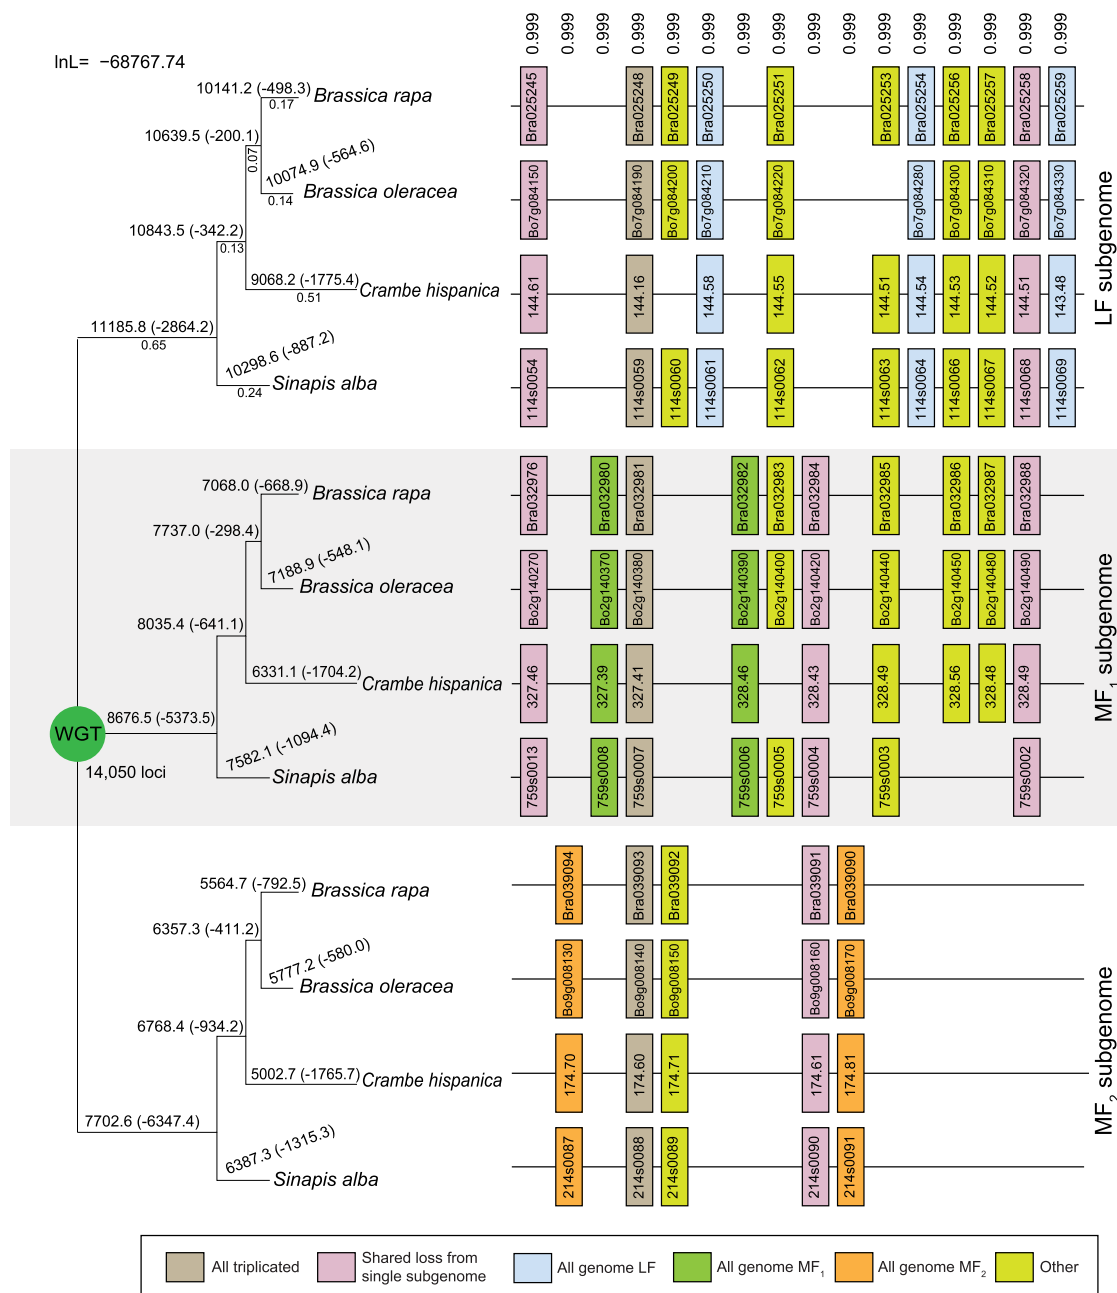 lnL= −68767.74
0.999 0.999 0.999 0.999 0.999 0.999 0.999 0.999 0.999 0.999 0.999 0.999 0.999 0.999 0.999 0.999
10141.2 (-498.3)
0.17
Brassica rapa
10639.5 (-200.1)
0.07
10074.9 (-564.6)
0.14
Brassica oleracea
10843.5 (-342.2)
0.13
9068.2 (-1775.4)
0.51
Crambe hispanica
11185.8 (-2864.2)
0.65
10298.6 (-887.2)
0.24
Sinapis alba
Bra025245 Bra025248 Bra025249 Bra025250 Bra025251 Bra025253 Bra025254 Bra025256 Bra025257 Bra025258 Bra025259
Bo7g084150 Bo7g084190 Bo7g084200 Bo7g084210 Bo7g084220 Bo7g084280 Bo7g084300 Bo7g084310 Bo7g084320 Bo7g084330
144.61 144.16 144.58 144.55 144.51 144.54 144.53 144.52 144.51 143.48
114s0054 114s0059 114s0060 114s0061 114s0062 114s0063 114s0064 114s0066 114s0067 114s0068 114s0069
LF subgenome
7068.0 (-668.9)
Brassica rapa
7737.0 (-298.4)
7188.9 (-548.1)
Brassica oleracea
8035.4 (-641.1)
6331.1 (-1704.2)
Crambe hispanica
WGT
8676.5 (-5373.5)
14,050 loci
7582.1 (-1094.4)
Sinapis alba
Bra032976 Bra032980 Bra032981 Bra032982 Bra032983 Bra032984 Bra032985 Bra032986 Bra032987 Bra032988
Bo2g140270 Bo2g140370 Bo2g140380 Bo2g140390 Bo2g140400 Bo2g140420 Bo2g140440 Bo2g140450 Bo2g140480 Bo2g140490
327.46 327.39 327.41 328.46 328.43 328.49 328.56 328.48 328.49
759s0013 759s0008 759s0007 759s0006 759s0005 759s0004 759s0003 759s0002
MF1 subgenome
5564.7 (-792.5)
Brassica rapa
6357.3 (-411.2)
5777.2 (-580.0)
Brassica oleracea
6768.4 (-934.2)
5002.7 (-1765.7)
Crambe hispanica
7702.6 (-6347.4)
6387.3 (-1315.3)
Sinapis alba
Bra039094 Bra039093 Bra039092 Bra039091 Bra039090
Bo9g008130 Bo9g008140 Bo9g008150 Bo9g008160 Bo9g008170
174.70 174.60 174.71 174.61 174.81
214s0087 214s0088 214s0089 214s0090 214s0091
MF2 subgenome
All triplicated
Shared loss from
single subgenome
All genome LF
All genome MF1
All genome MF2
Other